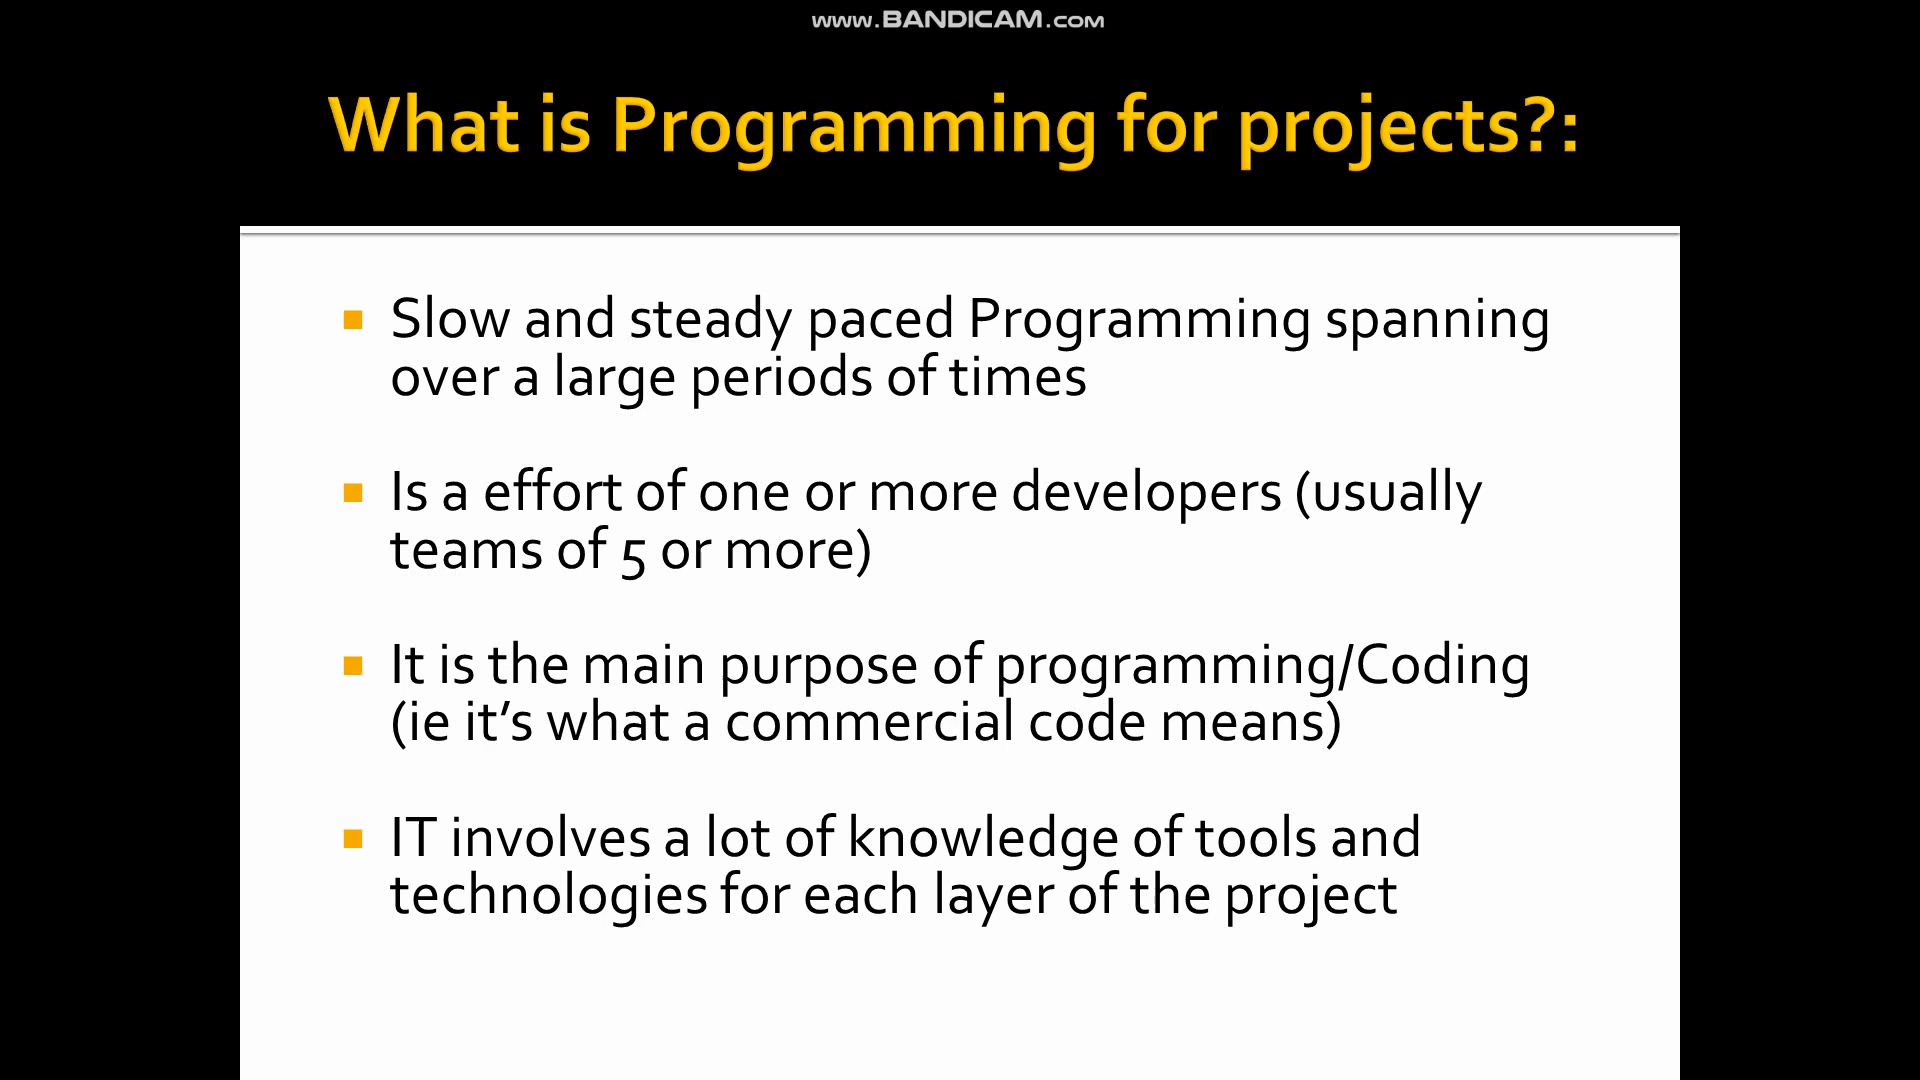 www.BANDICAM.com
What is Programming for projects?:
Slow and steady paced Programming spanning
over a large periods of times
Is a effort of one or more developers (usually
teams of 5 or more)
It is the main purpose of programming/Coding
(ie it’s what a commercial code means)
IT involves a lot of knowledge of tools and
technologies for each layer of the project